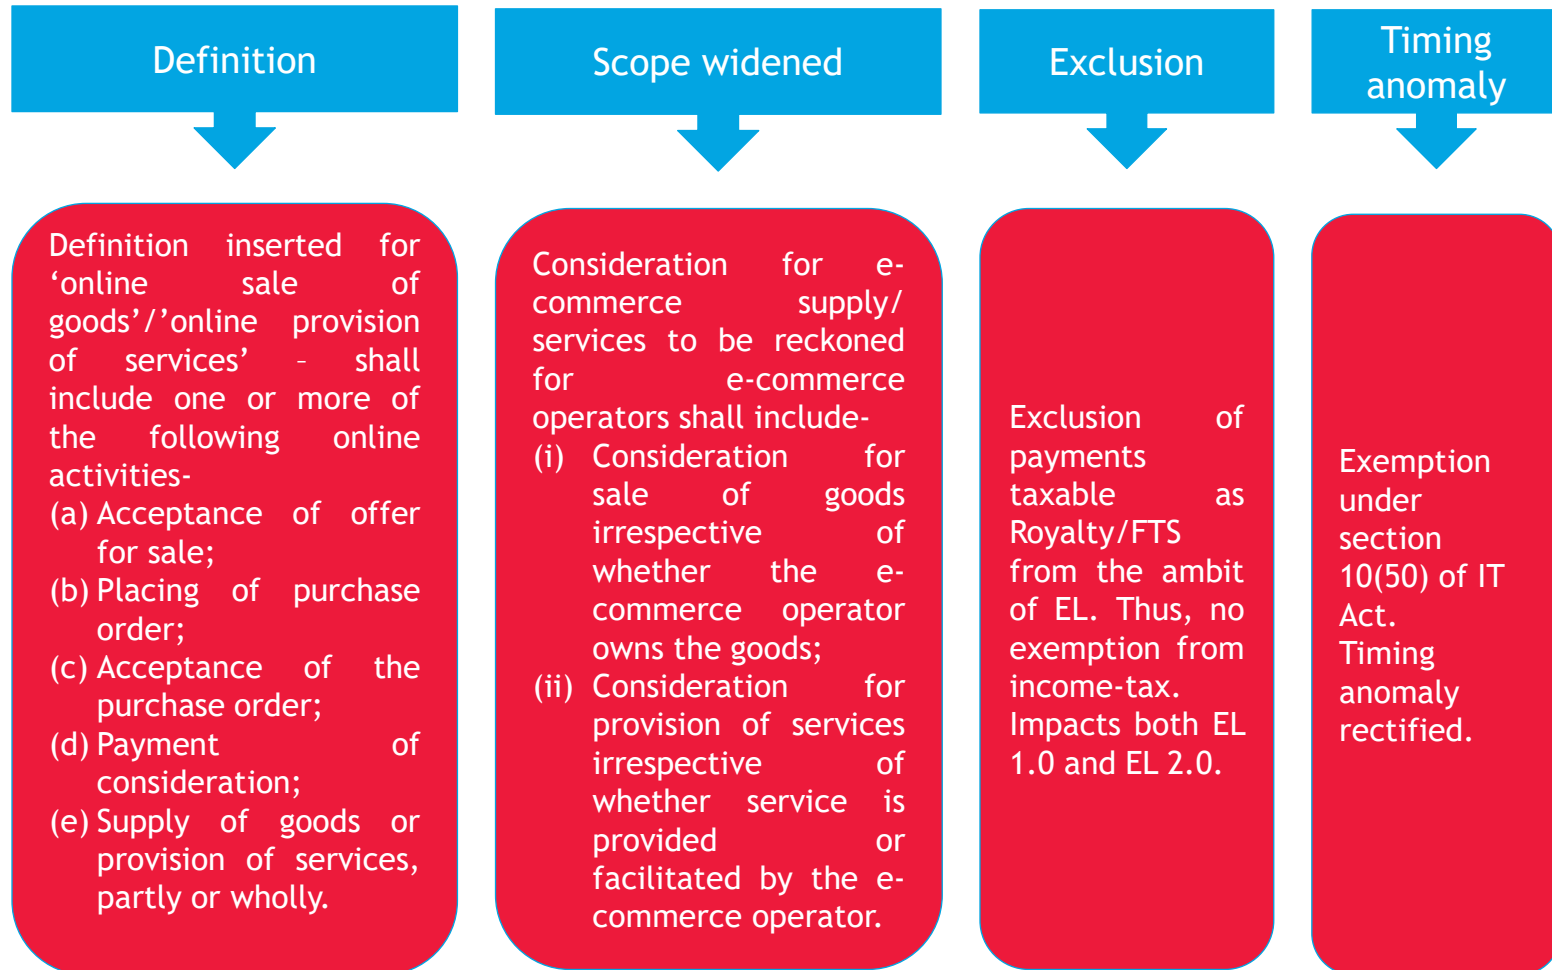 Definition
Definition inserted for
‘online sale of
goods’/’online provision
of services’ – shall
include one or more of
the following online
activities-
(a) Acceptance of offer
for sale;
(b) Placing of purchase
order;
(c) Acceptance of the
purchase order;
(d) Payment of
consideration;
(e) Supply of goods or
provision of services,
partly or wholly.
Scope widened
Consideration for e-
commerce supply/
services to be reckoned
for e-commerce
operators shall include-
(i) Consideration for
sale of goods
irrespective of
whether the e-
commerce operator
owns the goods;
(ii) Consideration for
provision of services
irrespective of
whether service is
provided or
facilitated by the e-
commerce operator.
Exclusion
Exclusion of
payments
taxable as
Royalty/FTS
from the ambit
of EL. Thus, no
exemption from
income-tax.
Impacts both EL
1.0 and EL 2.0.
Timing
anomaly
Exemption
under
section
10(50) of IT
Act.
Timing
anomaly
rectified.